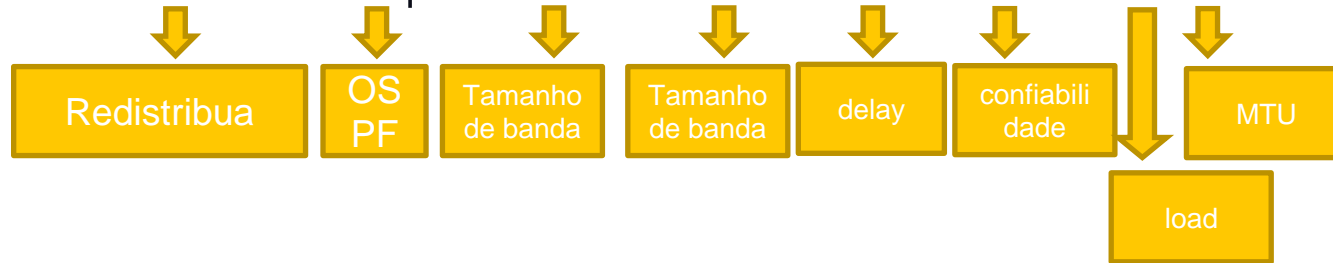 Redistribua
OS
PF
Tamanho
de banda
Tamanho
de banda
delay
confiabili
dade
MTU
load